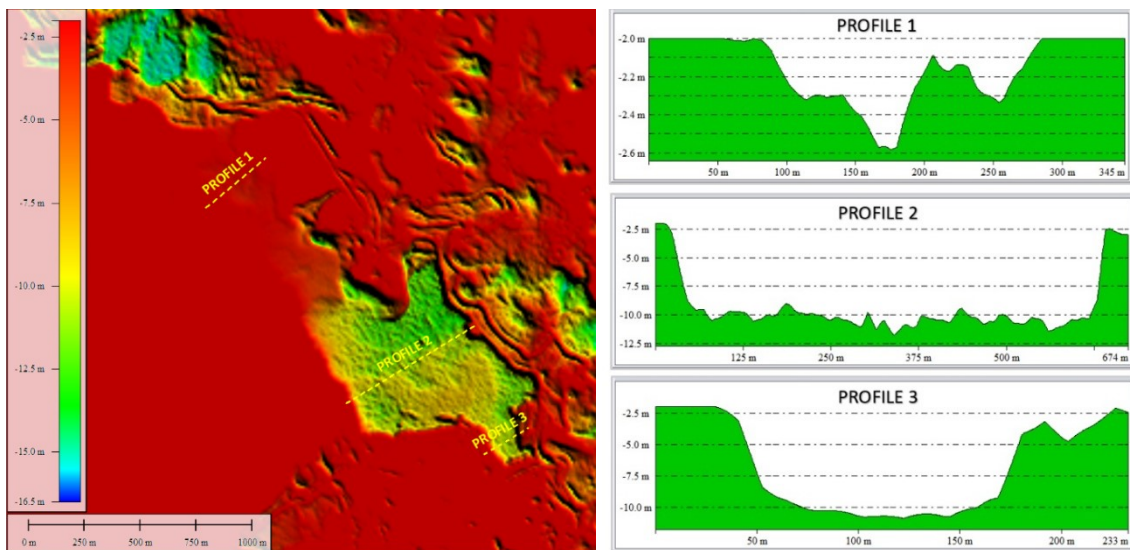 -2.5 m
-5.0 m
-7.5 m
-10.0 m
-12.5 m
-16.5 m
0 m 250 m 500 m 750 m 1000 m
PROFILE 1
PROFILE 2
PROFILE 3
PROFILE 1
-2.0 m
-2.2 m
-2.4 m
-2.6 m
50 m 100 m 150 m 200 m 250 m 300 m 345 m
PROFILE 2
-2.5 m
-5.0 m
-7.5 m
-10.0 m
-12.5 m
125 m 250 m 375 m 500 m 674 m
PROFILE 3
-2.5 m
-5.0 m
-7.5 m
-10.0 m
50 m 100 m 150 m 200 m 233 m